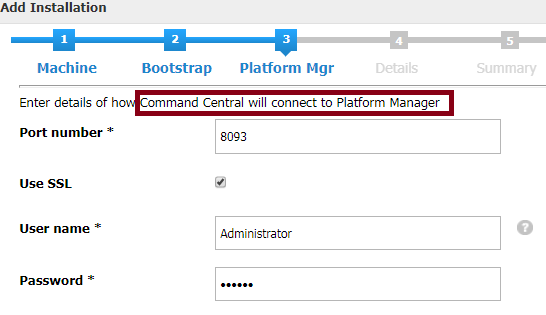 Add Installation
1 2 3 4 5
Machine Bootstrap Platform Mgr Details Summary
Enter details of how Command Central will connect to Platform Manager
Port number * 8093
Use SSL
User name * Administrator ?
Password * ••••••